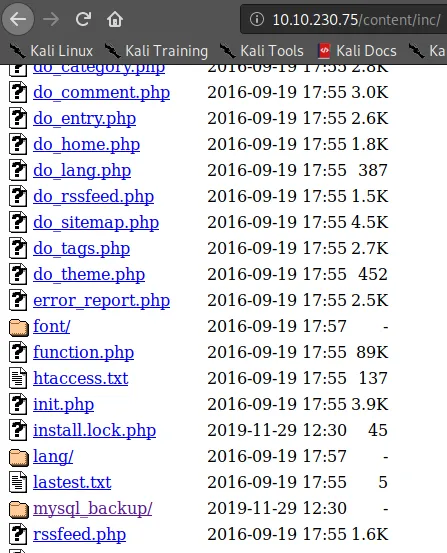 10.10.230.75/content/inc/
Kali Linux Kali Training Kali Tools Kali Docs Ka
do_category.php 2016-09-19 17:55 2.8K
do_comment.php 2016-09-19 17:55 3.0K
do_entry.php 2016-09-19 17:55 2.6K
do_home.php 2016-09-19 17:55 1.8K
do_lang.php 2016-09-19 17:55 387
do_rssfeed.php 2016-09-19 17:55 1.5K
do_sitemap.php 2016-09-19 17:55 4.5K
do_tags.php 2016-09-19 17:55 2.7K
do_theme.php 2016-09-19 17:55 452
error_report.php 2016-09-19 17:55 2.5K
font/ 2016-09-19 17:57 -
function.php 2016-09-19 17:55 89K
htaccess.txt 2016-09-19 17:55 137
init.php 2016-09-19 17:55 3.9K
install.lock.php 2019-11-29 12:30 45
lang/ 2016-09-19 17:57 -
lastest.txt 2016-09-19 17:55 5
mysql_backup/ 2019-11-29 12:30 -
rssfeed.php 2016-09-19 17:55 1.6K